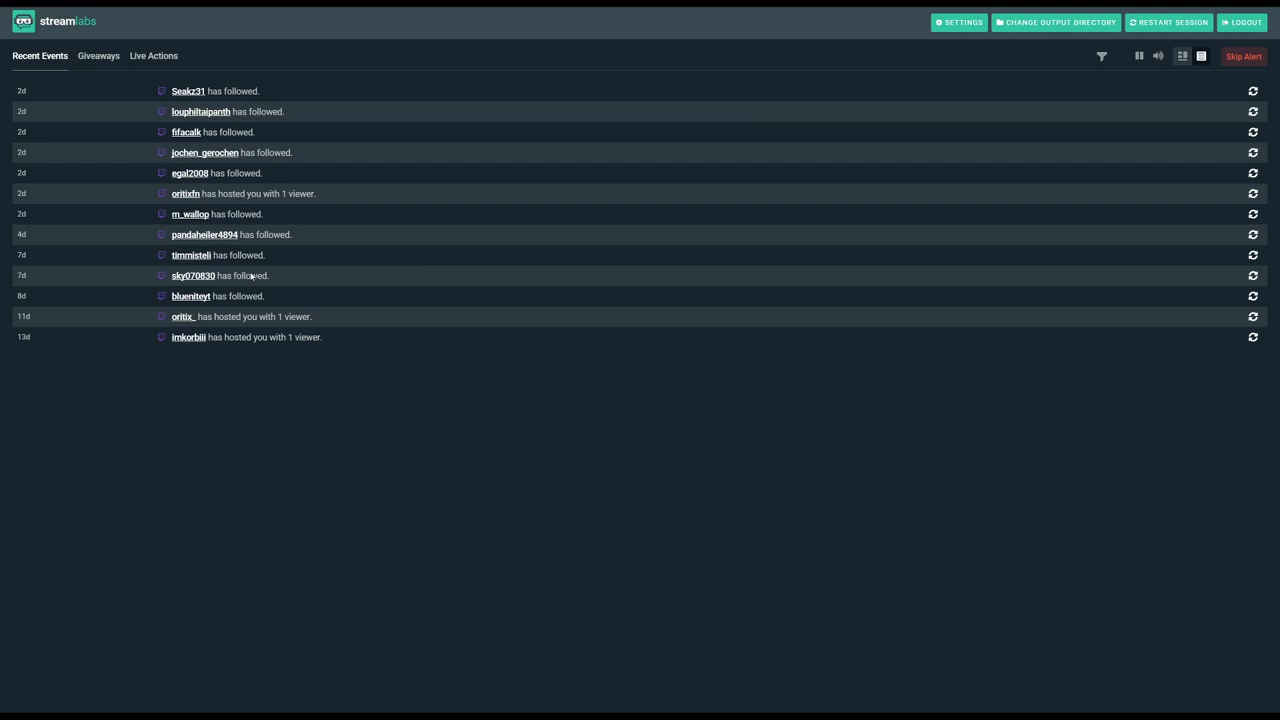 streamlabs
SETTINGS
CHANGE OUTPUT DIRECTORY
RESTART SESSION
LOGOUT
Recent Events
Giveaways
Live Actions
Skip Alert
2d Seakz31 has followed.
2d louphiltaipanth has followed.
2d fifacalk has followed.
2d jochen_gerochen has followed.
2d egal2008 has followed.
2d oritixfn has hosted you with 1 viewer.
2d m_wallop has followed.
4d pandaheiler4894 has followed.
7d timmisteli has followed.
7d sky070830 has followed.
8d blueniteyt has followed.
11d oritix_ has hosted you with 1 viewer.
13d imkorbiii has hosted you with 1 viewer.